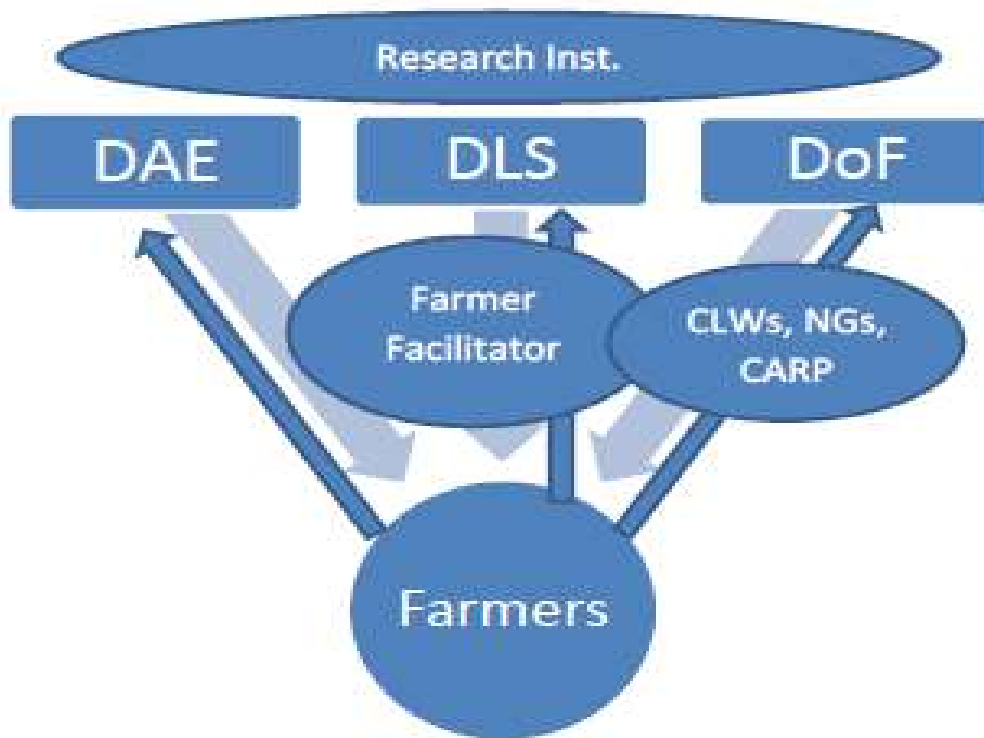 Research Inst.
DAE
DLS
DoF
Farmer
Facilitator
CLWs, NGs,
CARP
Farmers